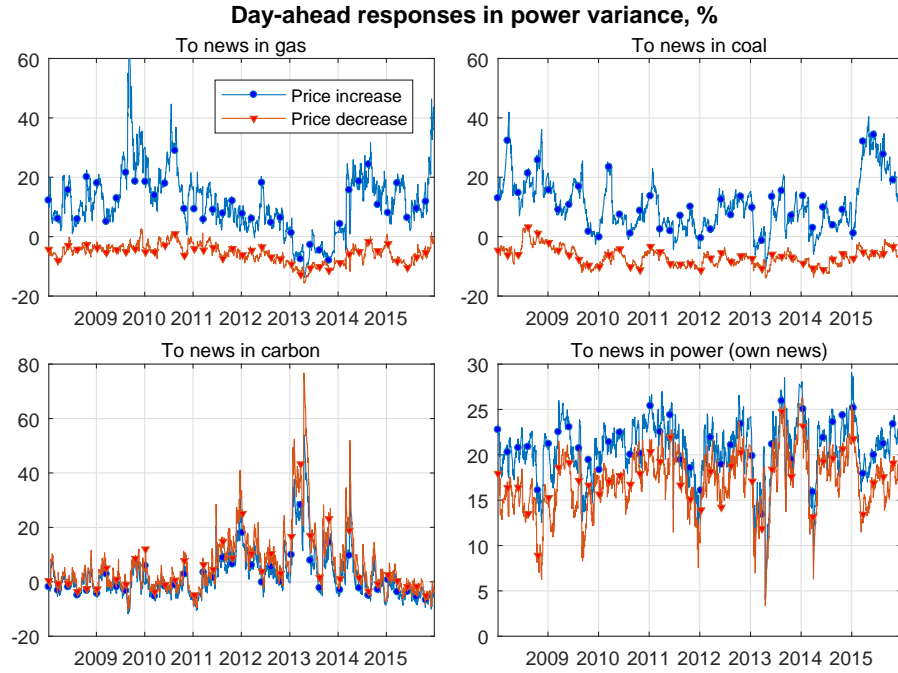 Day-ahead responses in power variance, %
To news in gas
60
40
20
0
-20
2009 2010 2011 2012 2013 2014 2015
Price increase
Price decrease
To news in coal
60
40
20
0
-20
2009 2010 2011 2012 2013 2014 2015
To news in carbon
80
60
40
20
0
-20
2009 2010 2011 2012 2013 2014 2015
To news in power (own news)
30
25
20
15
10
5
0
2009 2010 2011 2012 2013 2014 2015